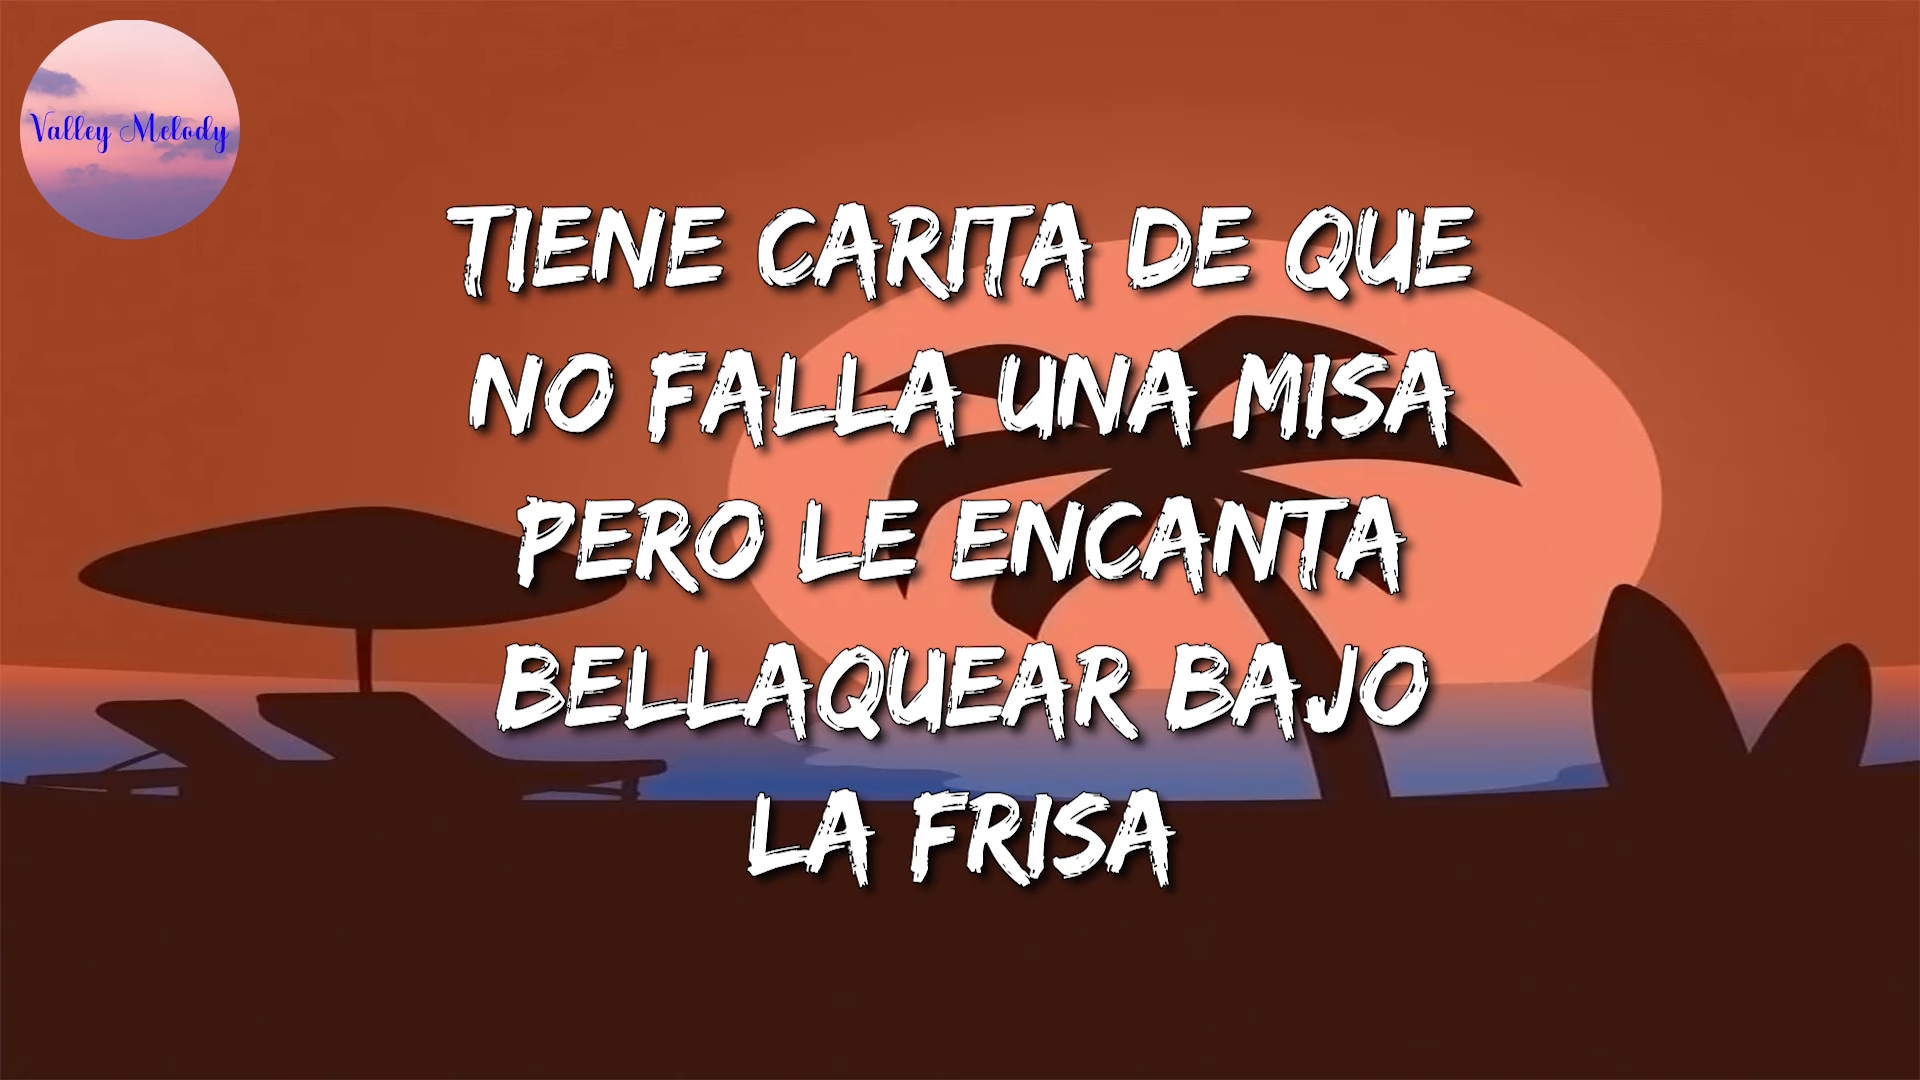 Valley Melody
TIENE CARITA DE QUE
NO FALLA UNA MISA
PERO LE ENCANTA
BELLAQUEAR BAJO
LA FRISA